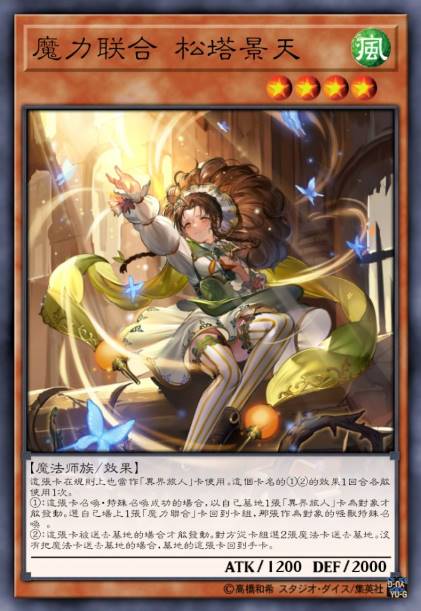 魔力联合 松塔景天
風
【魔法师族/效果】
這張卡在規則上也當作「異界旅人」卡使用。這個卡名的①②的效果1回合各能
使用1次。
①:這張卡召喚·特殊召喚成功的場合,以自己墓地1張「異界旅人」卡為對象才
能發動。選自己場上1張「魔力聯合」卡回到卡組,那張作為對象的怪獸特殊召
喚。
②:這張卡被送去墓地的場合才能發動。對方從卡組選2張魔法卡送去墓地。沒
有把魔法卡送去墓地的場合,墓地的這張卡回到手卡。
ATK/1200 DEF/2000
©高橋和希 スタジオ・ダイス/集英社